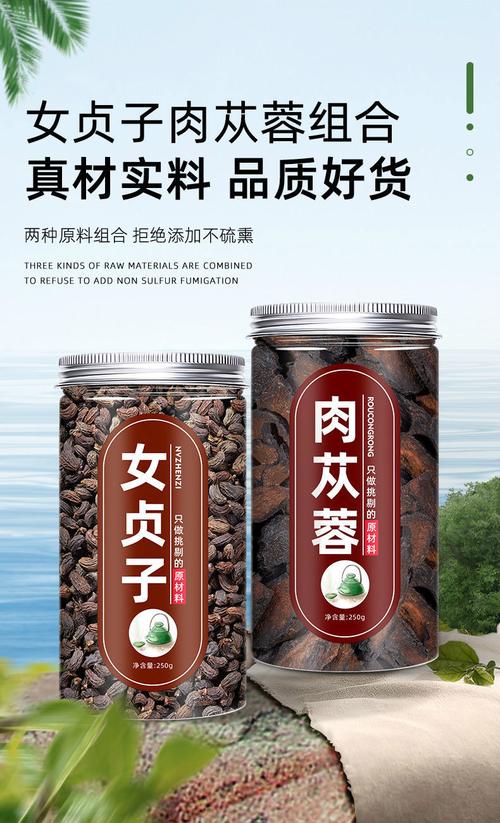 女贞子肉苁蓉组合
真材实料 品质好货
两种原料组合 拒绝添加不硫熏
THREE KINDS OF RAW MATERIALS ARE COMBINED
TO REFUSE TO ADD NON SULFUR FUMIGATION
女贞子
NVZHENZI
只做挑剔的原材料
净含量:250g
肉苁蓉
ROUCONGRONG
只做挑剔的原材料
净含量:250g